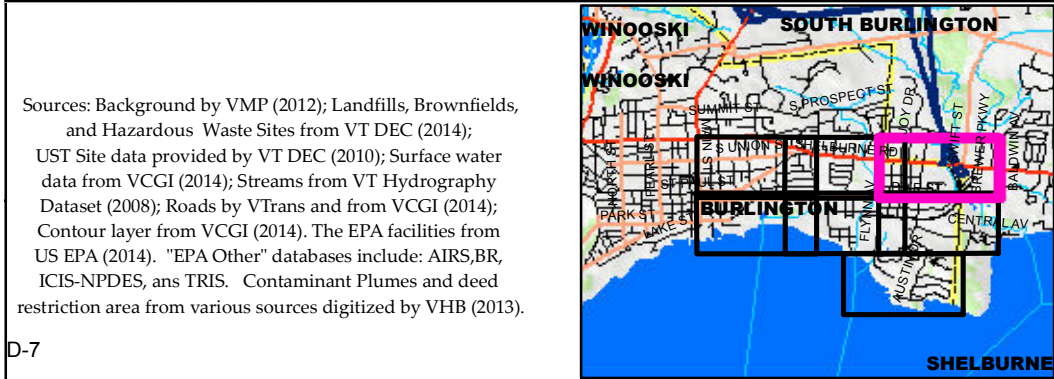 Sources: Background by VMP (2012); Landfills, Brownfields,
and Hazardous Waste Sites from VT DEC (2014);
UST Site data provided by VT DEC (2010); Surface water
data from VCGI (2014); Streams from VT Hydrography
Dataset (2008); Roads by VTrans and from VCGI (2014);
Contour layer from VCGI (2014). The EPA facilities from
US EPA (2014). "EPA Other" databases include: AIRS,BR,
ICIS-NPDES, ans TRIS. Contaminant Plumes and deed
restriction area from various sources digitized by VHB (2013).
D-7
WINOOSKI
SOUTH BURLINGTON
WINOOSKI
SUMMIT ST
S PROSPECT ST
JOY DR
SWIFT ST
BREWER PKWY
BALDWIN AV
NORTH ST
PEARL ST
MAIN ST
S UNION ST
SHELBURNE RD
ST PAUL ST
PINE ST
PARK ST
LAKE ST
BURLINGTON
FLYNN AV
CENTRAL AV
AUSTIN DR
SHELBURNE